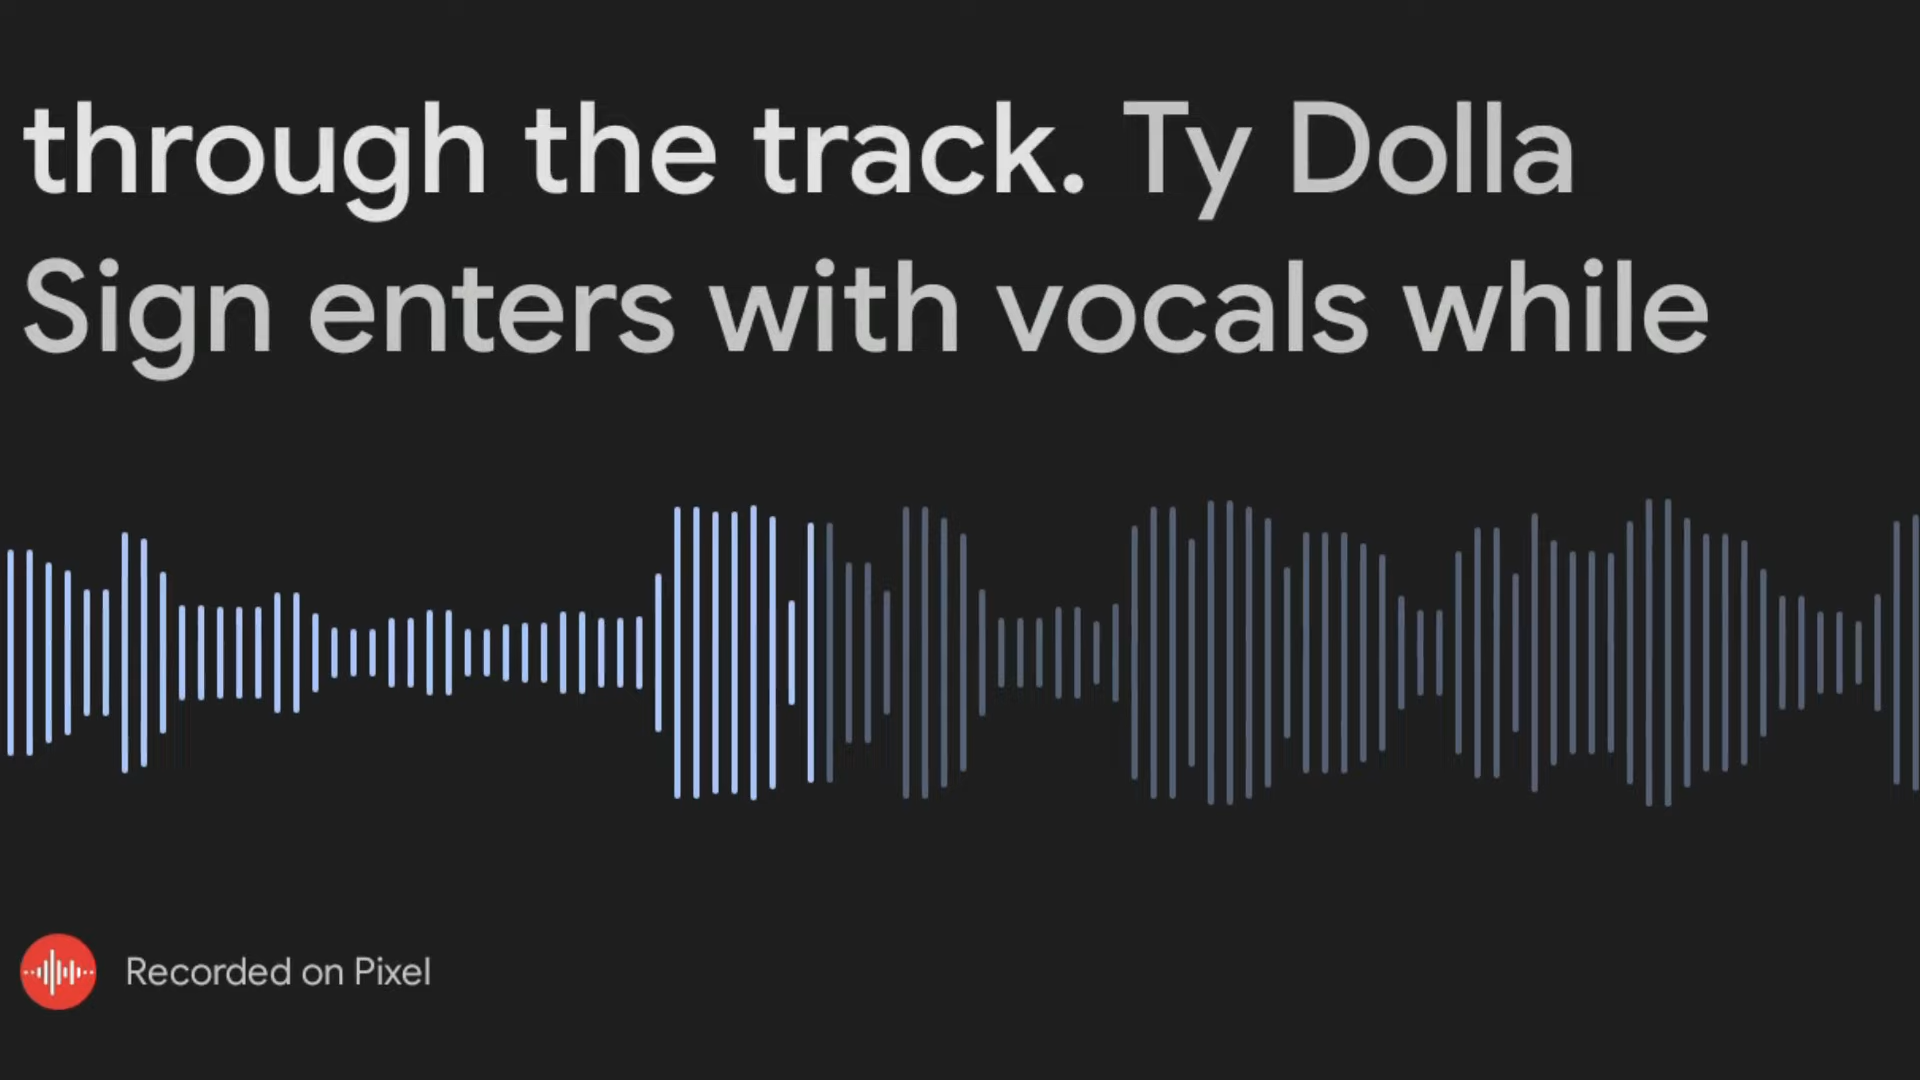 through the track. Ty Dolla
Sign enters with vocals while
Recorded on Pixel